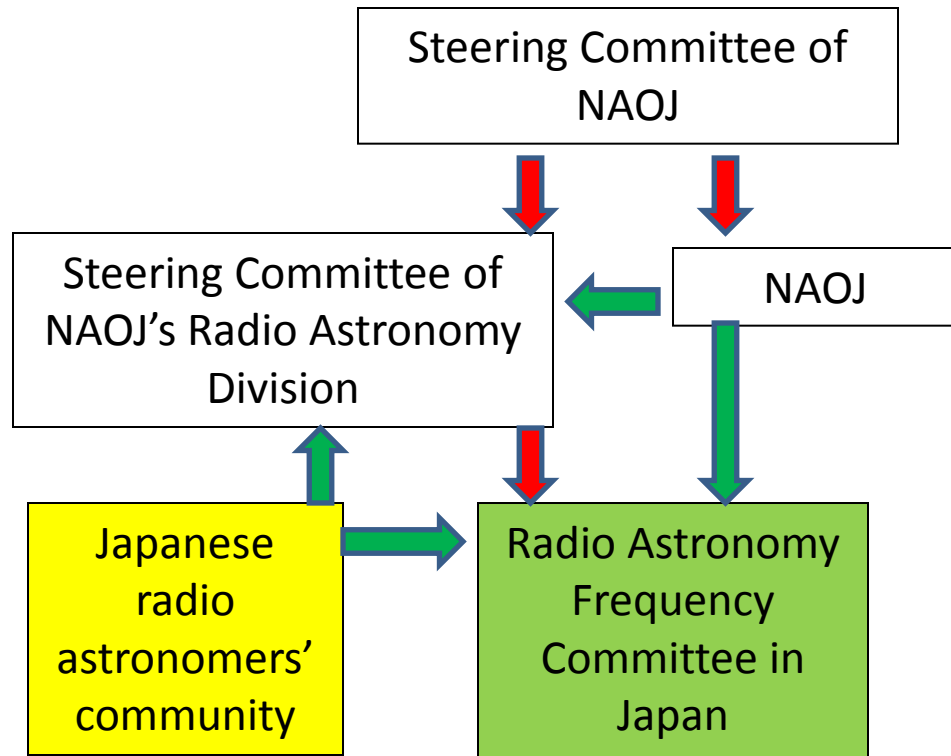 Steering Committee of
NAOJ
Steering Committee of
NAOJ’s Radio Astronomy
Division
NAOJ
Japanese
radio
astronomers’
community
Radio Astronomy
Frequency
Committee in
Japan